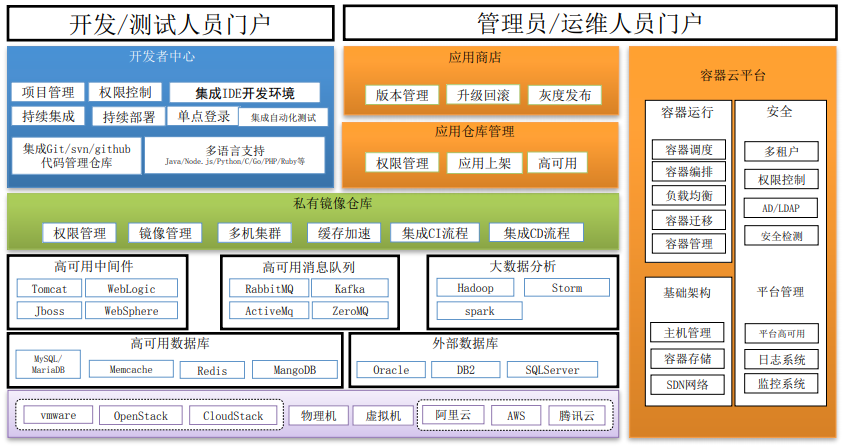 开发/测试人员门户
管理员/运维人员门户
开发者中心
项目管理
权限控制
集成IDE开发环境
持续集成
持续部署
单点登录
集成自动化测试
集成Git/svn/github
代码管理仓库
多语言支持
Java/Node.js/Python/C/Go/PHP/Ruby等
应用商店
版本管理
升级回滚
灰度发布
应用仓库管理
权限管理
应用上架
高可用
私有镜像仓库
权限管理
镜像管理
多机集群
缓存加速
集成CI流程
集成CD流程
高可用中间件
Tomcat
WebLogic
Jboss
WebSphere
高可用消息队列
RabbitMQ
Kafka
ActiveMq
ZeroMQ
大数据分析
Hadoop
Storm
spark
高可用数据库
MySQL/
MariaDB
Memcache
Redis
MangoDB
外部数据库
Oracle
DB2
SQLServer
vmware
OpenStack
CloudStack
物理机
虚拟机
阿里云
AWS
腾讯云
容器云平台
容器运行
容器调度
容器编排
负载均衡
容器迁移
容器管理
安全
多租户
权限控制
AD/LDAP
安全检测
基础架构
主机管理
容器存储
SDN网络
平台管理
平台高可用
日志系统
监控系统